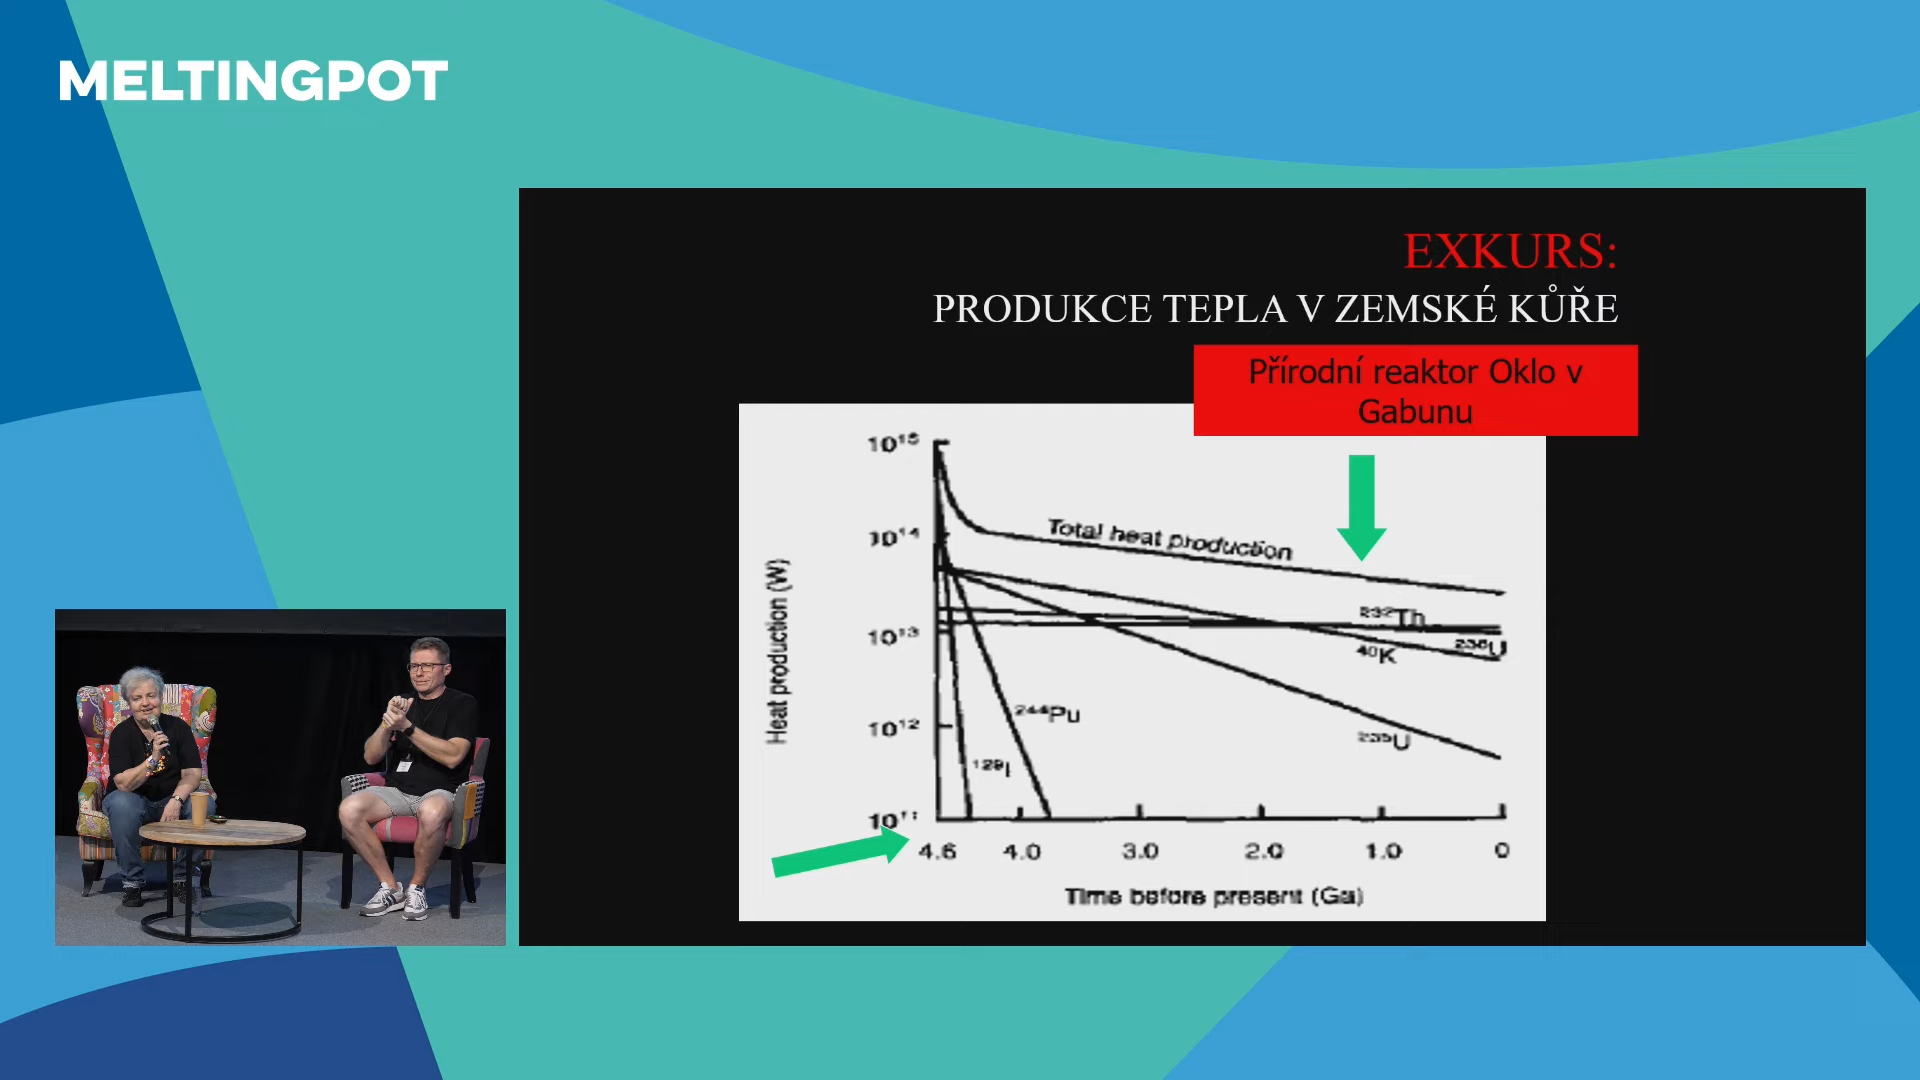 MELTINGPOT
EXKURS:
PRODUKCE TEPLA V ZEMSKÉ KŮŘE
Přírodní reaktor Oklo v
Gabunu
10¹⁵
10¹⁴
10¹³
10¹²
10¹¹
Heat production (W)
Total heat production
²³²Th
²³⁸U
⁴⁰K
²⁴⁴Pu
²³⁵U
¹²⁹I
4.6 4.0 3.0 2.0 1.0 0
Time before present (Ga)